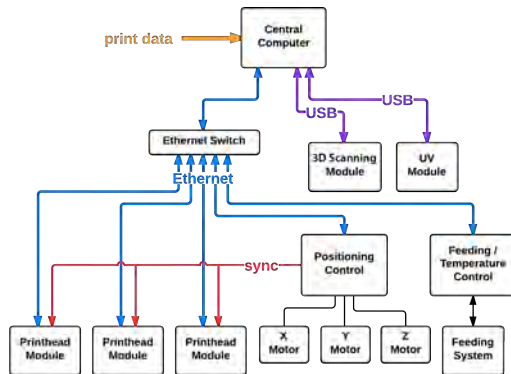 print data
Central
Computer
USB
USB
Ethernet Switch
3D Scanning
Module
UV
Module
Ethernet
sync
Positioning
Control
Feeding /
Temperature
Control
Printhead
Module
Printhead
Module
Printhead
Module
X
Motor
Y
Motor
Z
Motor
Feeding
System